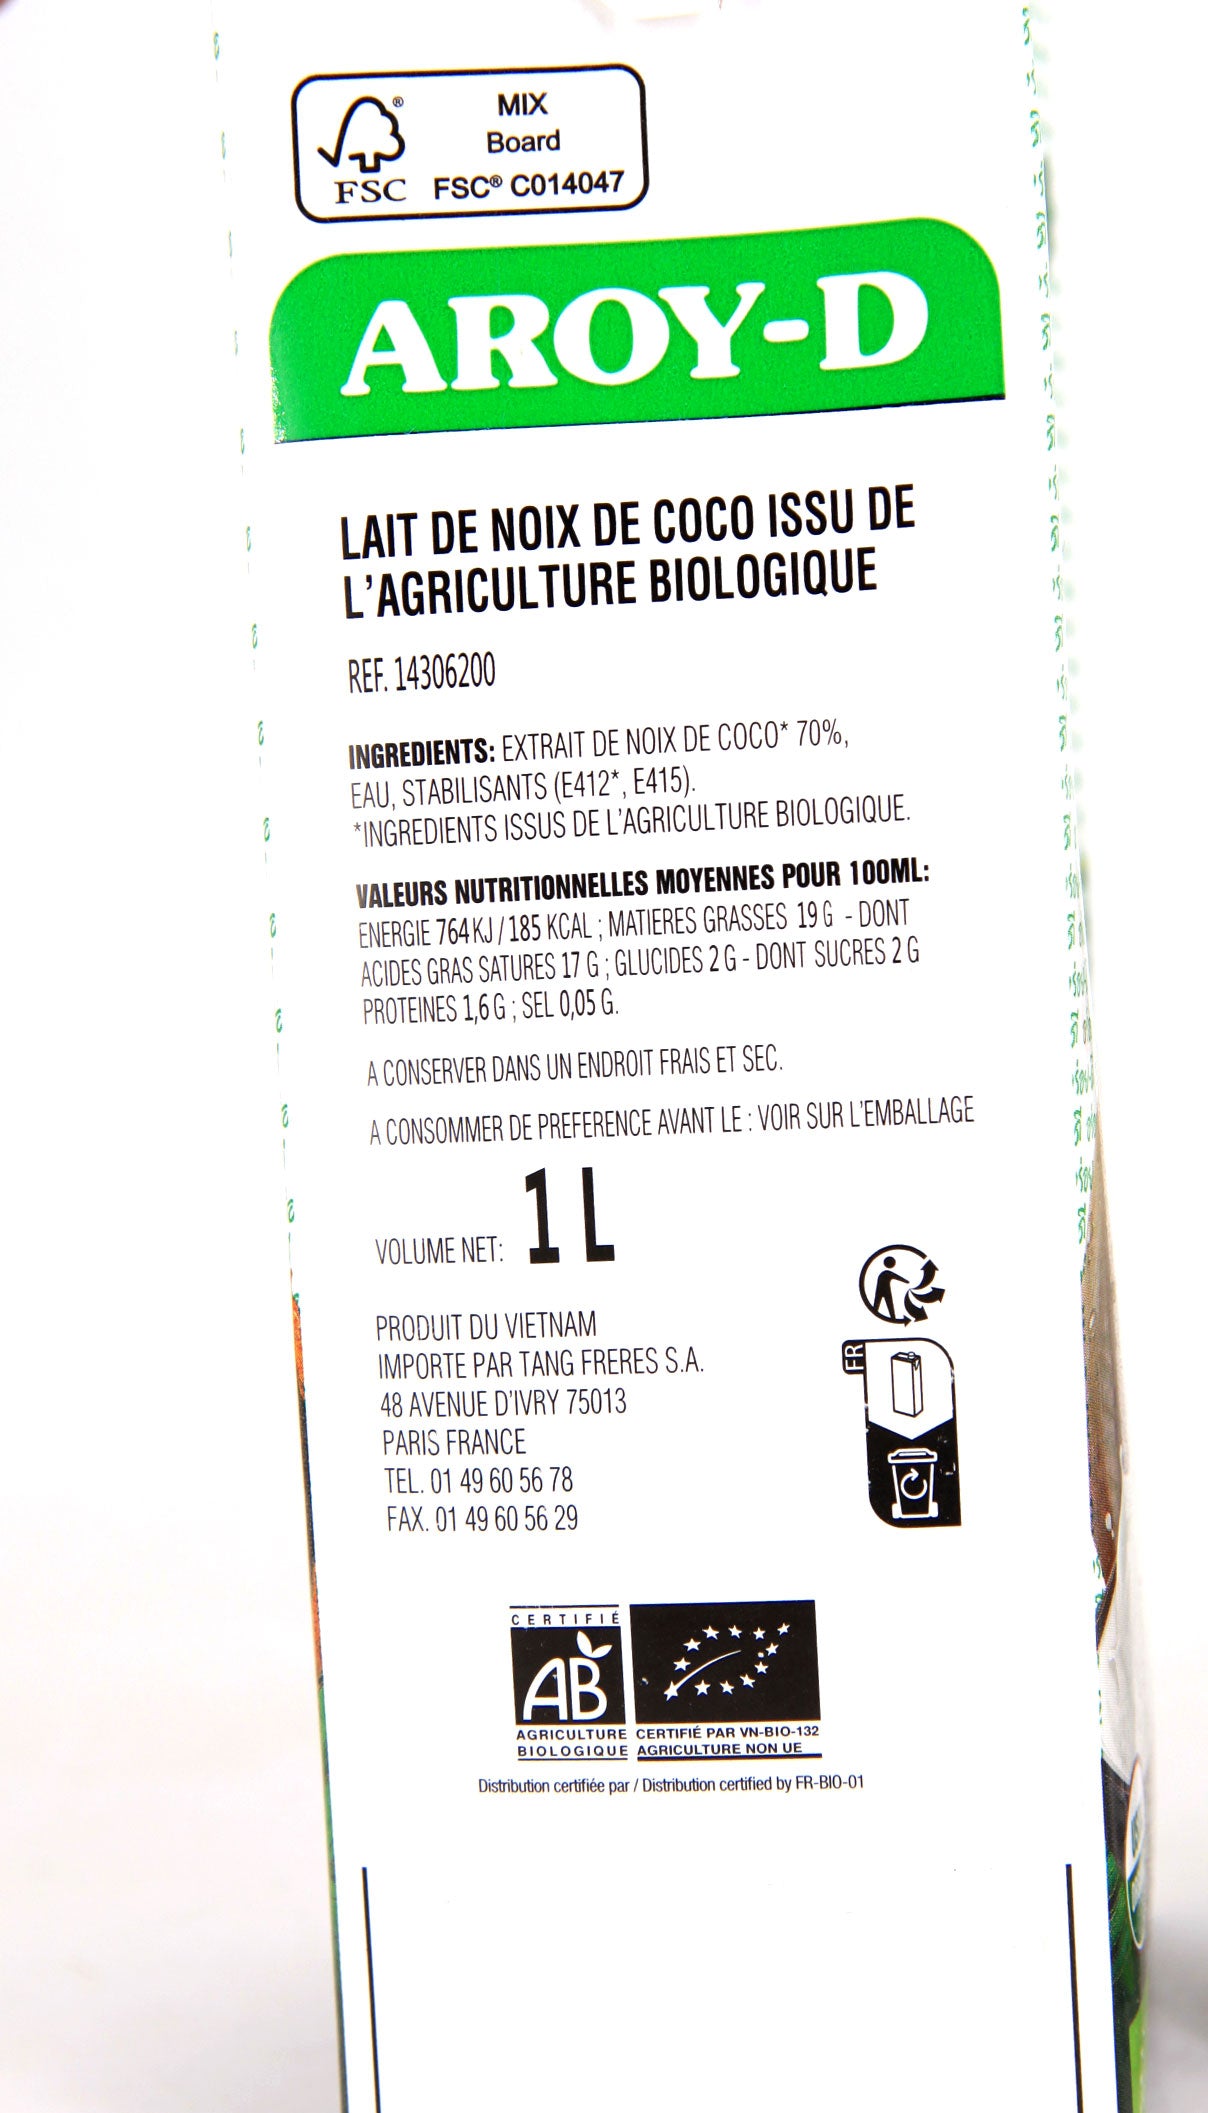 MIX
Board
FSC® C014047
FSC
AROY-D
LAIT DE NOIX DE COCO ISSU DE
L'AGRICULTURE BIOLOGIQUE
REF. 14306200
INGREDIENTS: EXTRAIT DE NOIX DE COCO* 70%,
EAU, STABILISANTS (E412*, E415).
*INGREDIENTS ISSUS DE L'AGRICULTURE BIOLOGIQUE.
VALEURS NUTRITIONNELLES MOYENNES POUR 100ML:
ENERGIE 764 KJ / 185 KCAL ; MATIERES GRASSES 19 G - DONT
ACIDES GRAS SATURES 17 G ; GLUCIDES 2 G - DONT SUCRES 2 G
PROTEINES 1,6 G ; SEL 0,05 G.
A CONSERVER DANS UN ENDROIT FRAIS ET SEC.
A CONSOMMER DE PREFERENCE AVANT LE : VOIR SUR L'EMBALLAGE
VOLUME NET: 1 L
PRODUIT DU VIETNAM
IMPORTE PAR TANG FRERES S.A.
48 AVENUE D'IVRY 75013
PARIS FRANCE
TEL. 01 49 60 56 78
FAX. 01 49 60 56 29
FR
CERTIFIÉ
AB
AGRICULTURE
BIOLOGIQUE
CERTIFIÉ PAR VN-BIO-132
AGRICULTURE NON UE
Distribution certifiée par / Distribution certified by FR-BIO-01